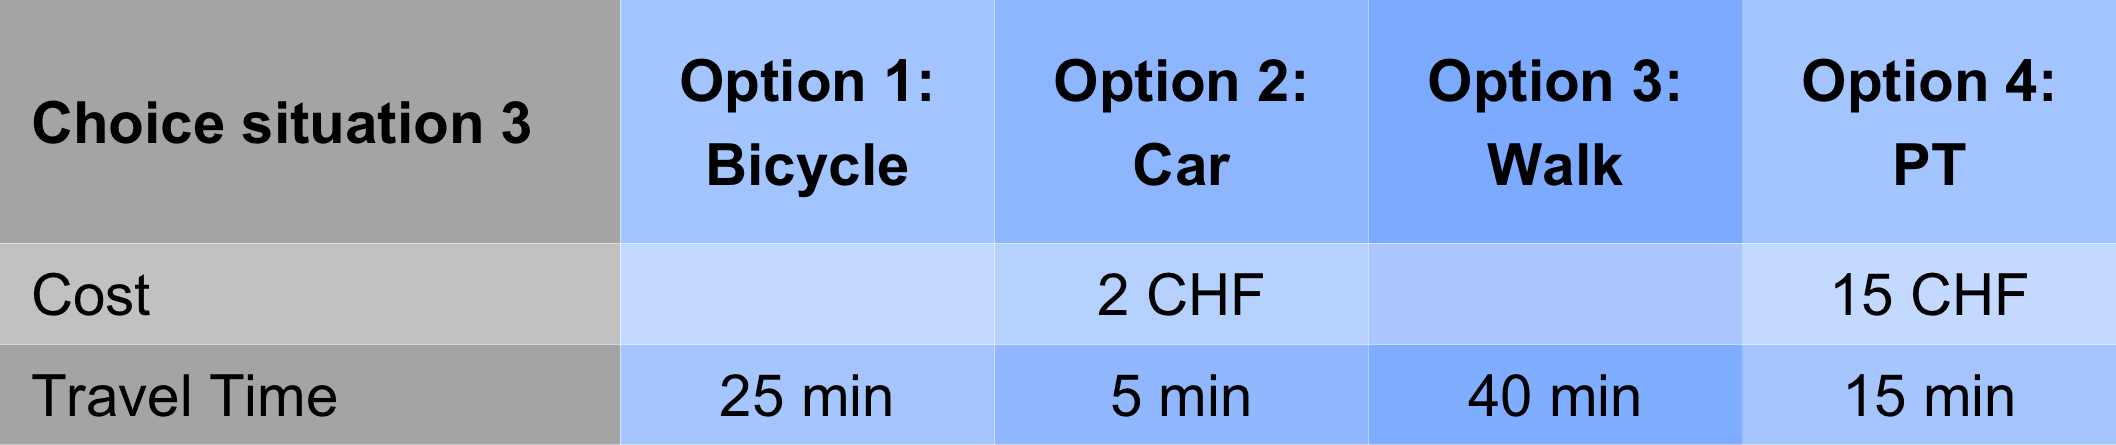 Choice situation 3
Option 1:
Bicycle
Option 2:
Car
Option 3:
Walk
Option 4:
PT
Cost
2 CHF
15 CHF
Travel Time
25 min
5 min
40 min
15 min